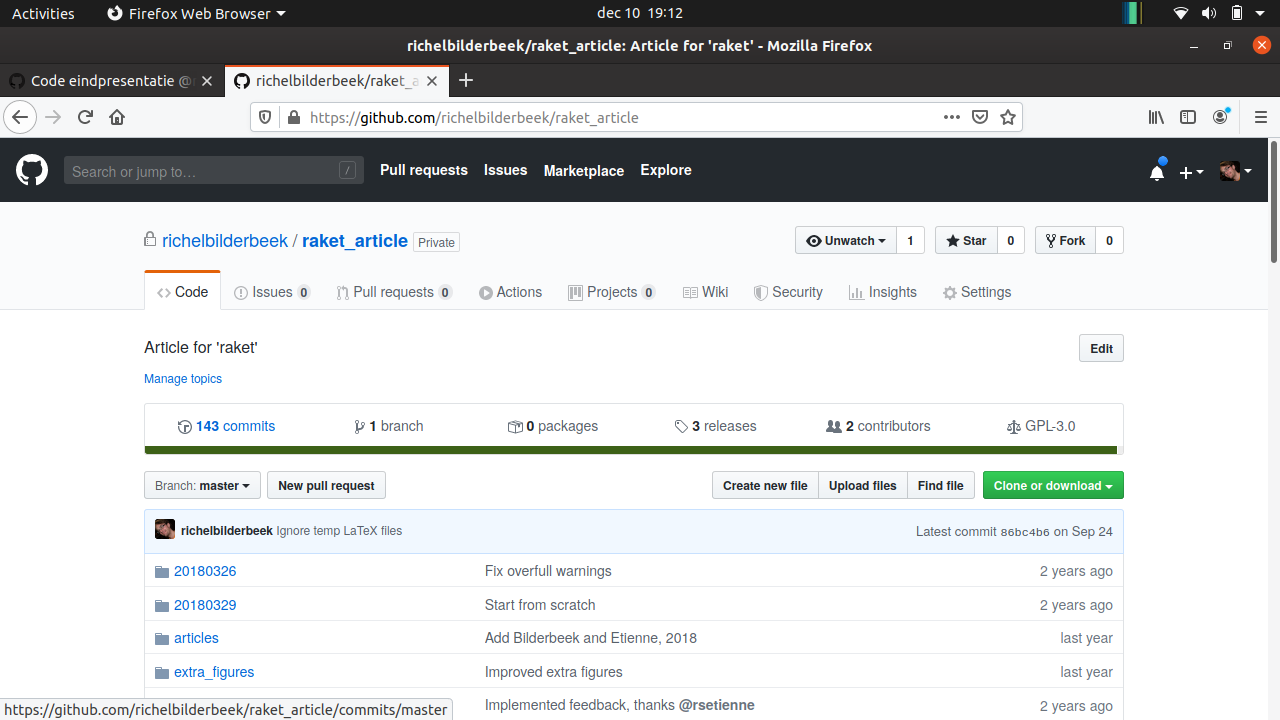 Activities Firefox Web Browser dec 10 19:12
richelbilderbeek/raket_article: Article for 'raket' - Mozilla Firefox
Code eindpresentatie richelbilderbeek/raket_a
https://github.com/richelbilderbeek/raket_article
Search or jump to… / Pull requests Issues Marketplace Explore
richelbilderbeek / raket_article Private Unwatch 1 Star 0 Fork 0
Code Issues 0 Pull requests 0 Actions Projects 0 Wiki Security Insights Settings
Article for 'raket' Edit
Manage topics
143 commits 1 branch 0 packages 3 releases 2 contributors GPL-3.0
Branch: master New pull request Create new file Upload files Find file Clone or download
richelbilderbeek Ignore temp LaTeX files Latest commit 86bc4b6 on Sep 24
20180326 Fix overfull warnings 2 years ago
20180329 Start from scratch 2 years ago
articles Add Bilderbeek and Etienne, 2018 last year
extra_figures Improved extra figures last year
Implemented feedback, thanks @rsetienne 2 years ago
https://github.com/richelbilderbeek/raket_article/commits/master